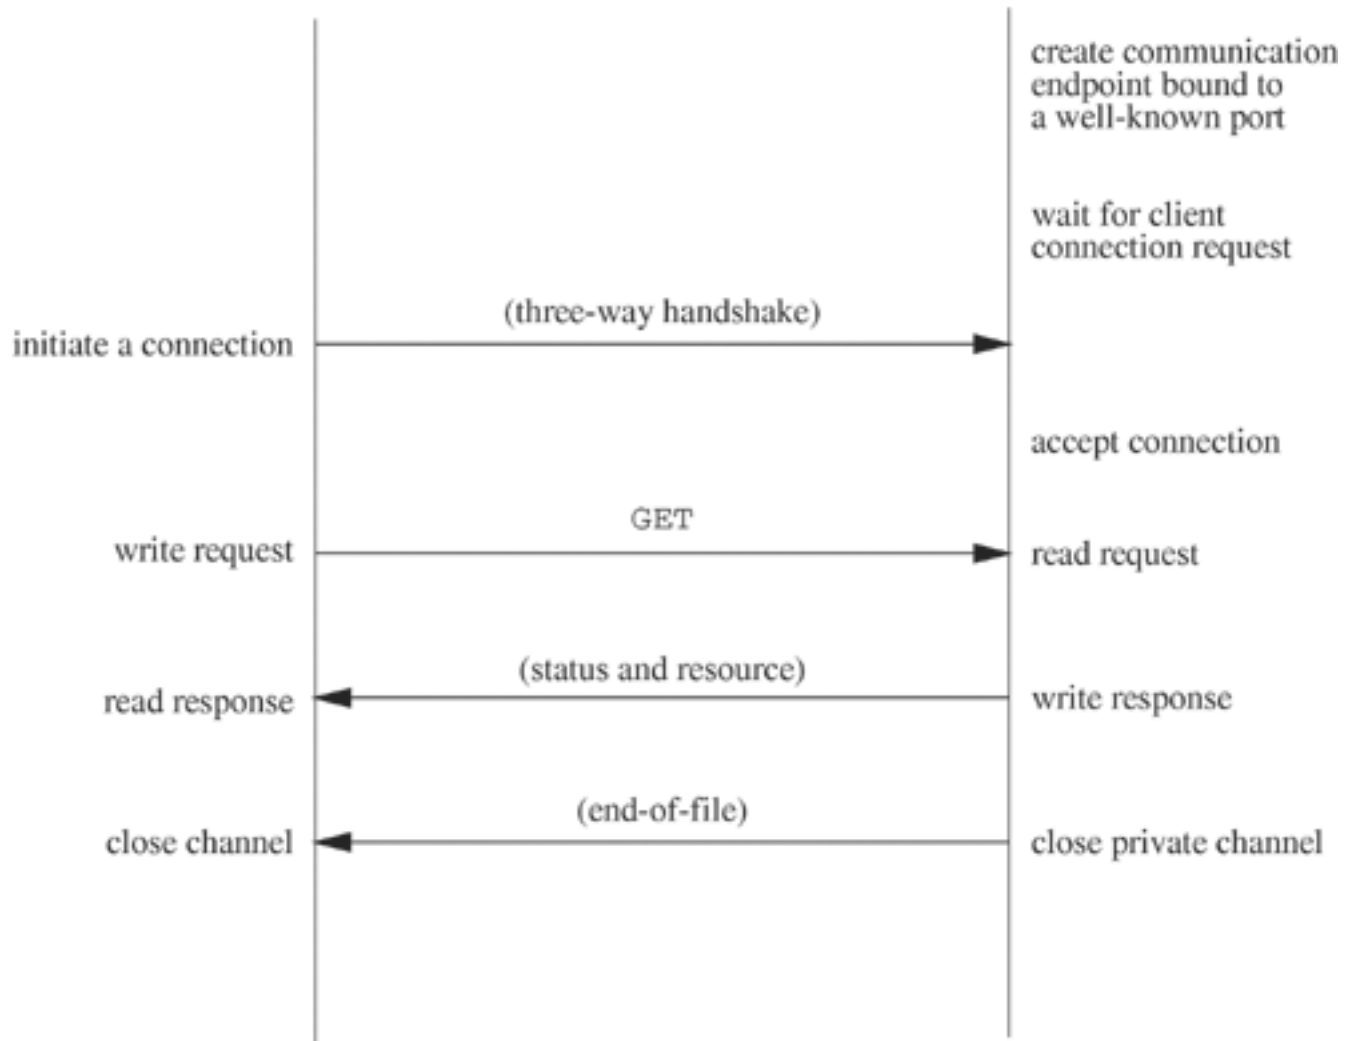 create communication
endpoint bound to
a well-known port
wait for client
connection request
(three-way handshake)
initiate a connection
accept connection
GET
write request
read request
(status and resource)
read response
write response
(end-of-file)
close channel
close private channel